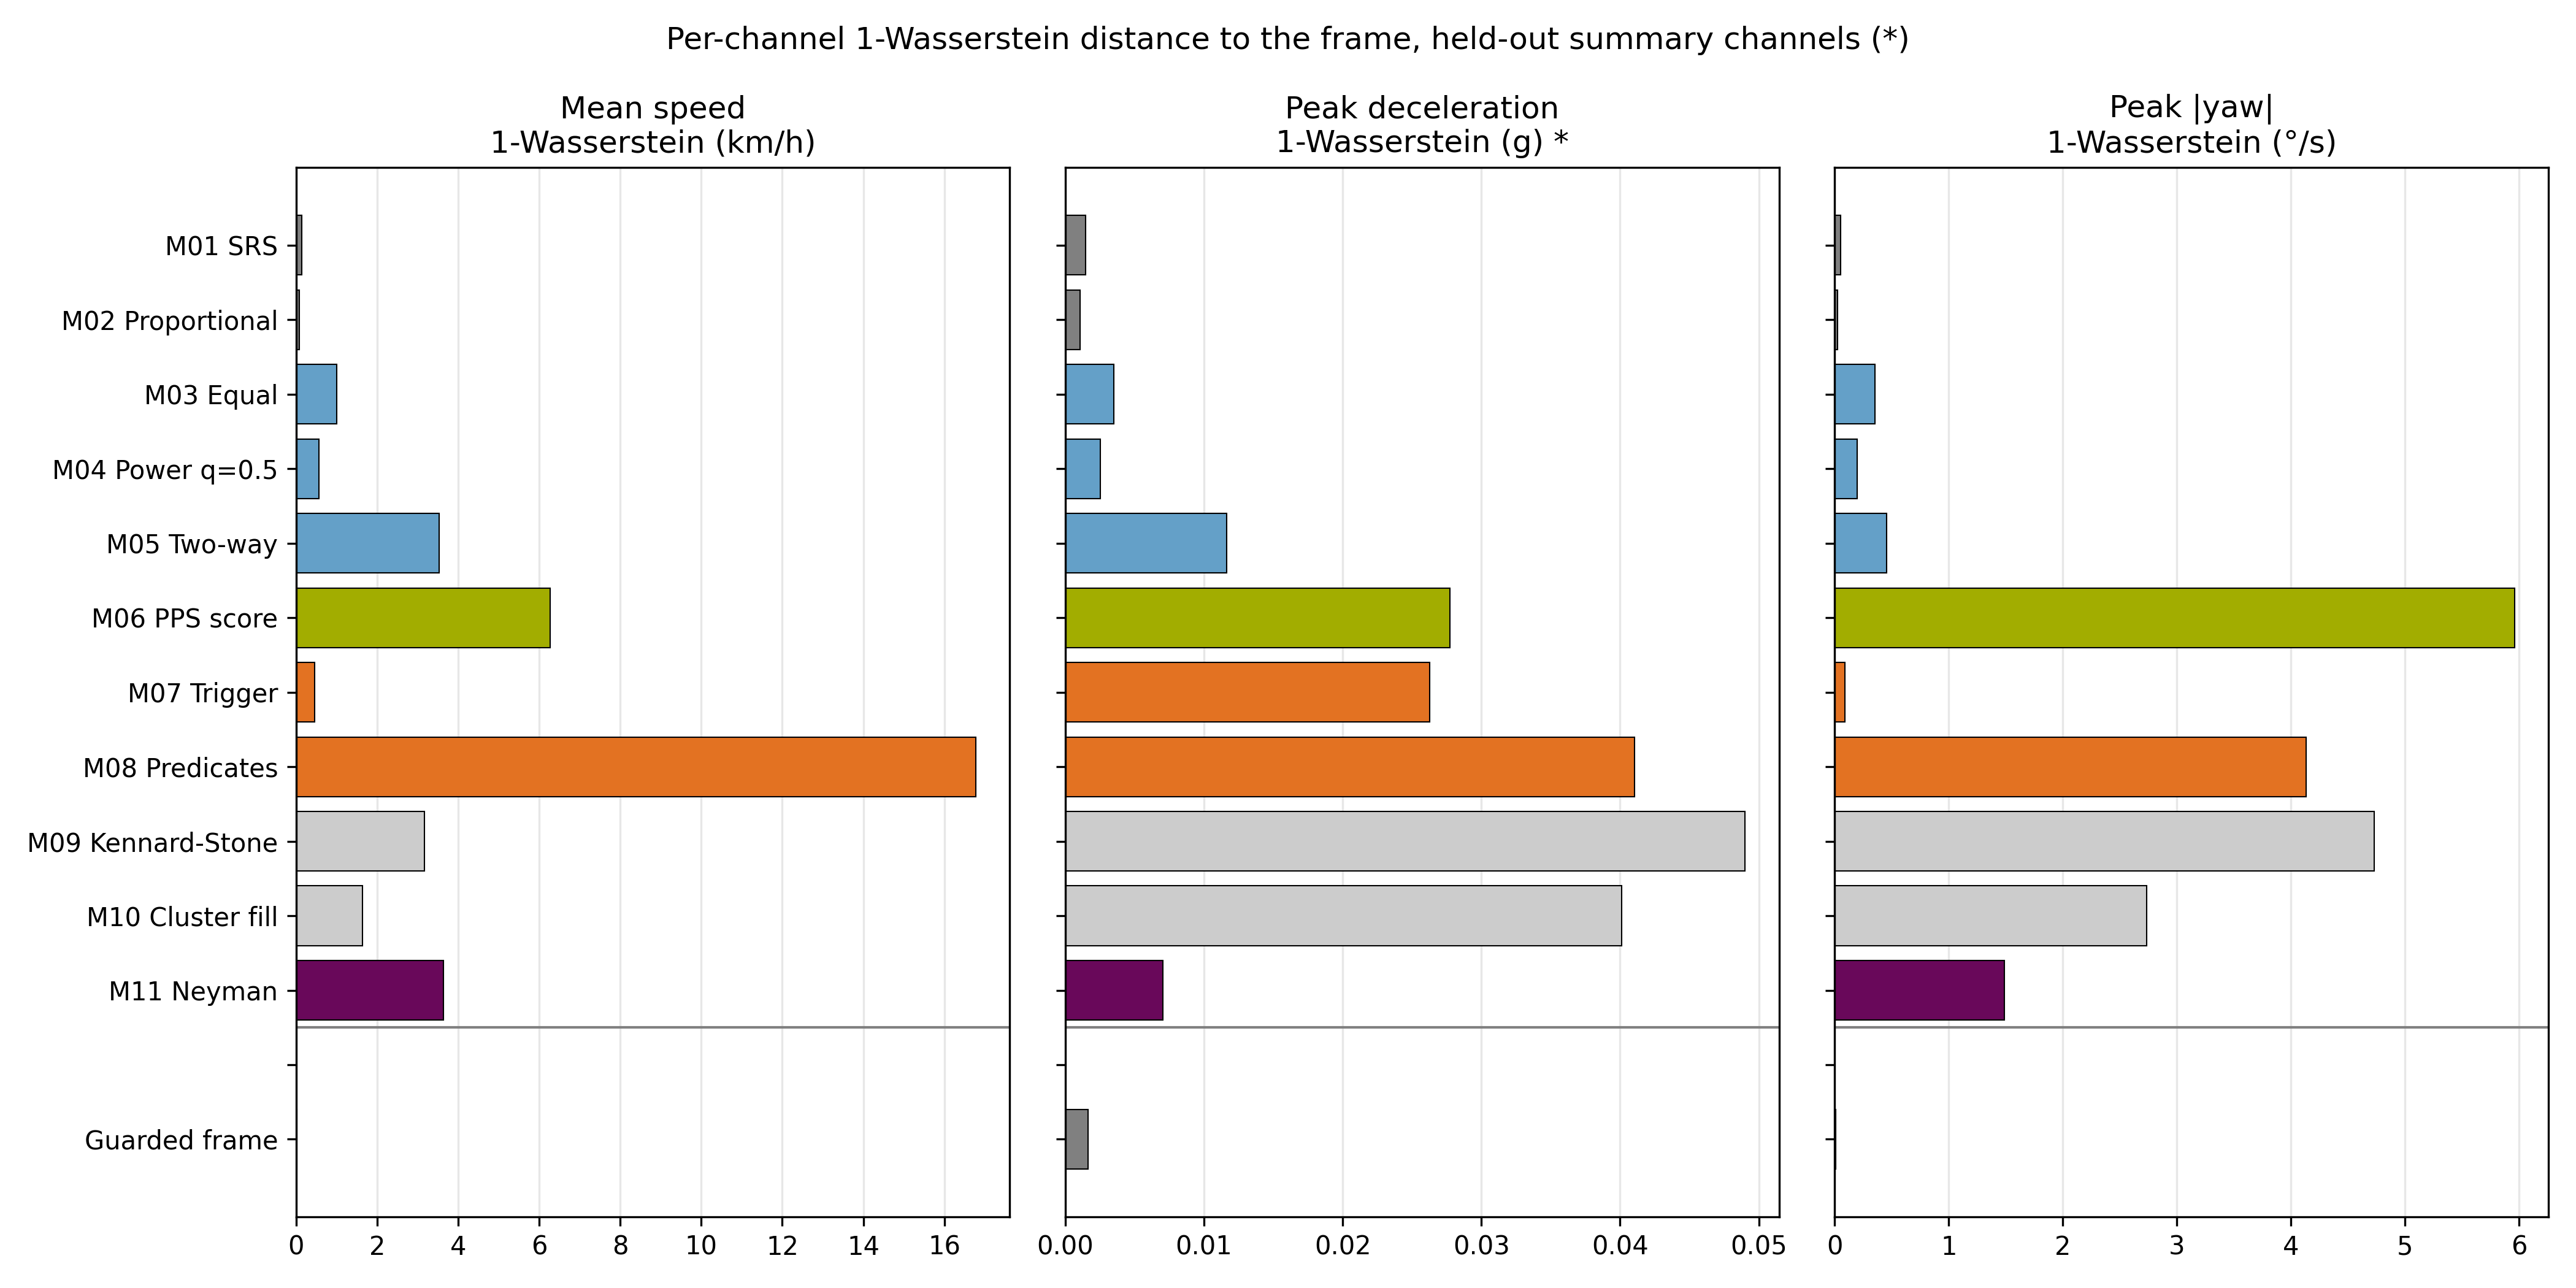 Per-channel 1-Wasserstein distance to the frame, held-out summary channels (*)
Mean speed
1-Wasserstein (km/h)
Peak deceleration
1-Wasserstein (g) *
Peak |yaw|
1-Wasserstein (°/s)
M01 SRS
M02 Proportional
M03 Equal
M04 Power q=0.5
M05 Two-way
M06 PPS score
M07 Trigger
M08 Predicates
M09 Kennard-Stone
M10 Cluster fill
M11 Neyman
Guarded frame
0 2 4 6 8 10 12 14 16
0.00 0.01 0.02 0.03 0.04 0.05
0 1 2 3 4 5 6